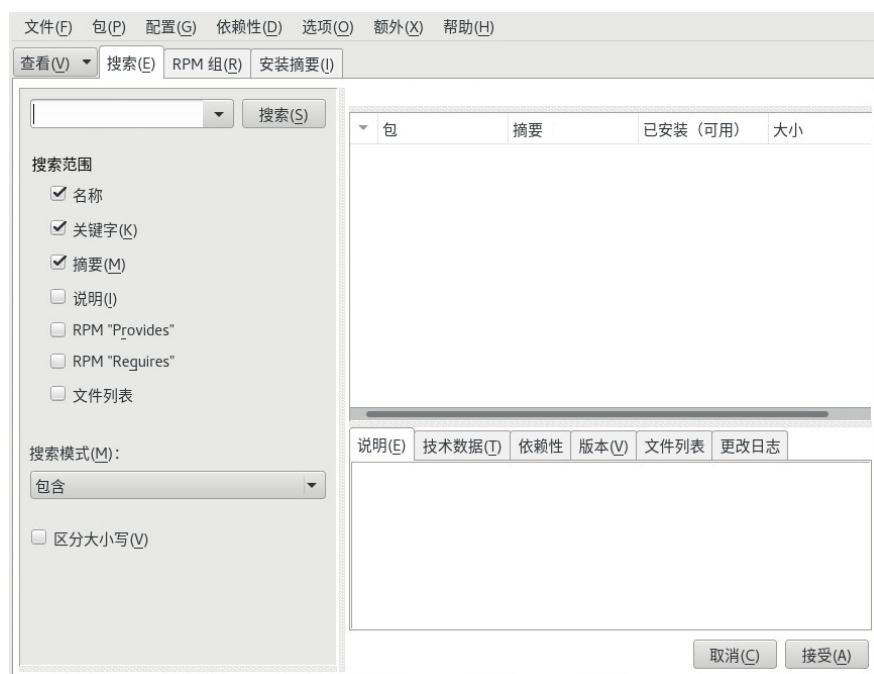 文件(F) 包(P) 配置(G) 依赖性(D) 选项(O) 额外(X) 帮助(H)
查看(V) 搜索(E) RPM 组(R) 安装摘要(I)
搜索(S)
包 摘要 已安装（可用） 大小
搜索范围
名称
关键字(K)
摘要(M)
说明(I)
RPM "Provides"
RPM "Requires"
文件列表
说明(E) 技术数据(T) 依赖性 版本(V) 文件列表 更改日志
搜索模式(M)：
包含
区分大小写(V)
取消(C) 接受(A)